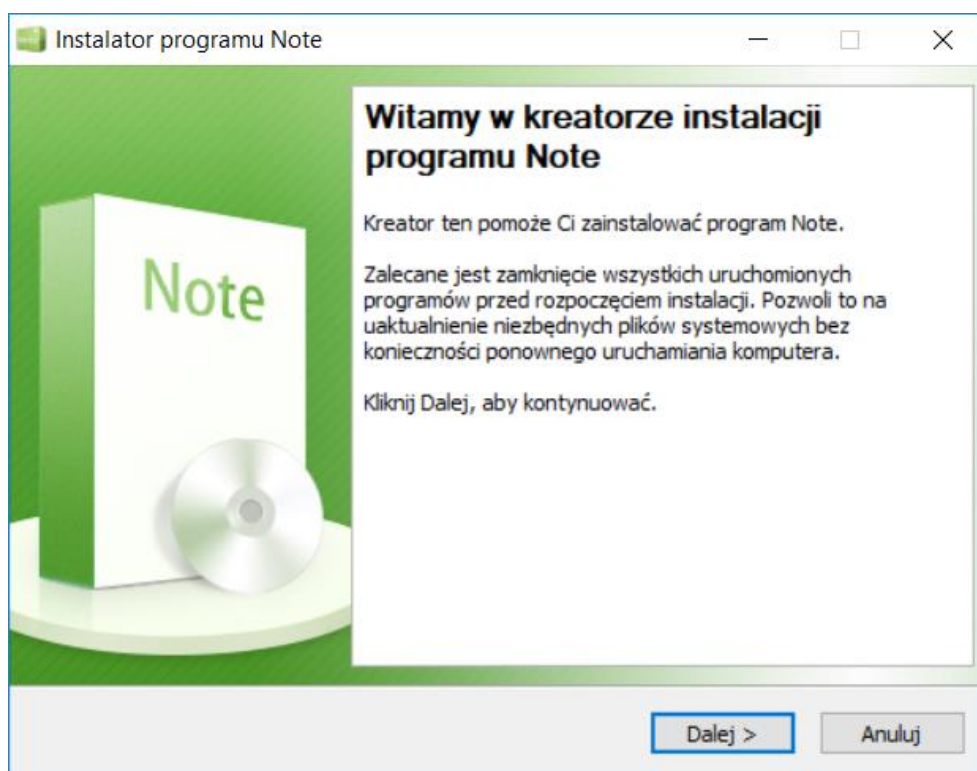 Instalator programu Note
Witamy w kreatorze instalacji
programu Note
Kreator ten pomoże Ci zainstalować program Note.
Zalecane jest zamknięcie wszystkich uruchomionych
programów przed rozpoczęciem instalacji. Pozwoli to na
uaktualnienie niezbędnych plików systemowych bez
konieczności ponownego uruchamiania komputera.
Kliknij Dalej, aby kontynuować.
Note
Dalej >
Anuluj